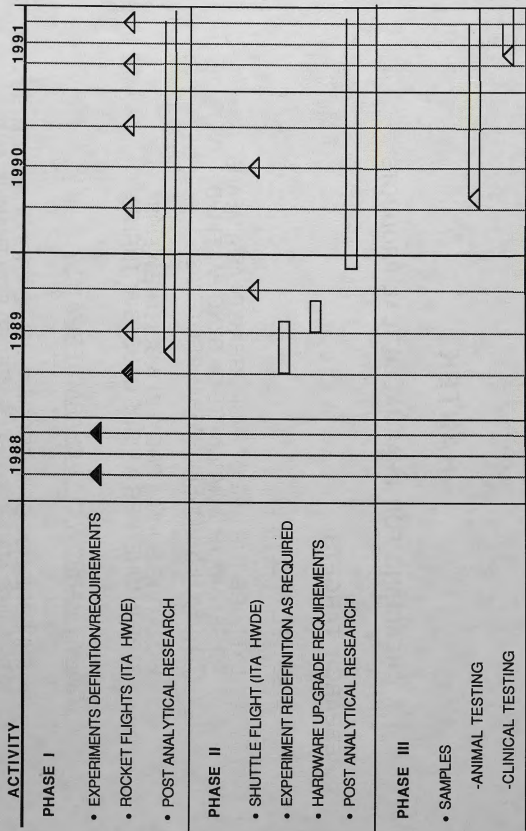 ACTIVITY 1988 1989 1990 1991
PHASE I
• EXPERIMENTS DEFINITION/REQUIREMENTS
• ROCKET FLIGHTS (ITA HWDE)
• POST ANALYTICAL RESEARCH
PHASE II
• SHUTTLE FLIGHT (ITA HWDE)
• EXPERIMENT REDEFINITION AS REQUIRED
• HARDWARE UP-GRADE REQUIREMENTS
• POST ANALYTICAL RESEARCH
PHASE III
• SAMPLES
-ANIMAL TESTING
-CLINICAL TESTING